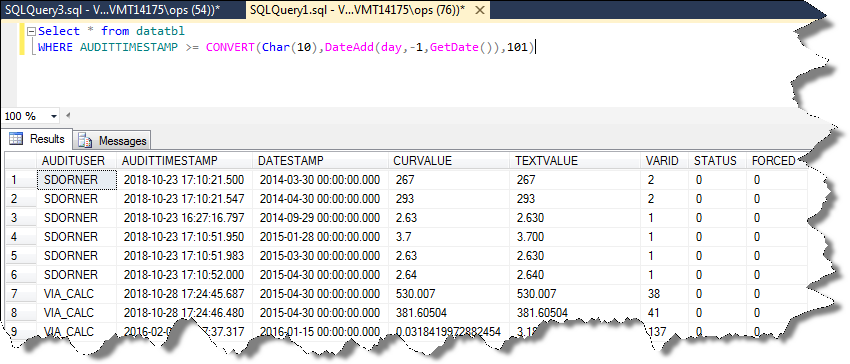 SQLQuery3.sql - V...VMT14175\ops (54))* SQLQuery1.sql - V...VMT14175\ops (76))*
Select * from datatbl
WHERE AUDITTIMESTAMP >= CONVERT(Char(10),DateAdd(day,-1,GetDate()),101)
100 %
Results Messages
AUDITUSER AUDITTIMESTAMP DATESTAMP CURVALUE TEXTVALUE VARID STATUS FORCED
1 SDORNER 2018-10-23 17:10:21.500 2014-03-30 00:00:00.000 267 267 2 0 0
2 SDORNER 2018-10-23 17:10:21.547 2014-04-30 00:00:00.000 293 293 2 0 0
3 SDORNER 2018-10-23 16:27:16.797 2014-09-29 00:00:00.000 2.63 2.630 1 0 0
4 SDORNER 2018-10-23 17:10:51.950 2015-01-28 00:00:00.000 3.7 3.700 1 0 0
5 SDORNER 2018-10-23 17:10:51.983 2015-03-30 00:00:00.000 2.63 2.630 1 0 0
6 SDORNER 2018-10-23 17:10:52.000 2015-04-30 00:00:00.000 2.64 2.640 1 0 0
7 VIA_CALC 2018-10-28 17:24:45.687 2015-04-30 00:00:00.000 530.007 530.007 38 0 0
8 VIA_CALC 2018-10-28 17:24:46.480 2015-04-30 00:00:00.000 381.60504 381.60504 41 0 0
9 VIA_CALC 2016-02-0 37.317 2016-01-15 00:00:00.000 0.0318419972882454 3.18 137 0 0